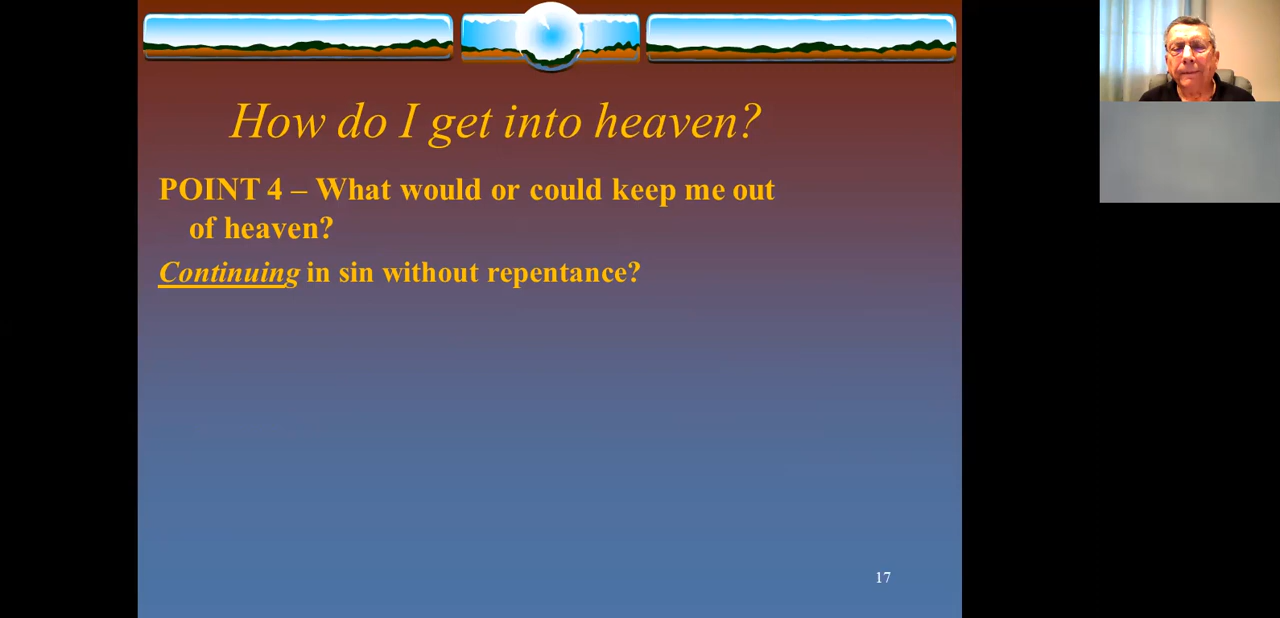 How do I get into heaven?
POINT 4 – What would or could keep me out
of heaven?
Continuing in sin without repentance?
17